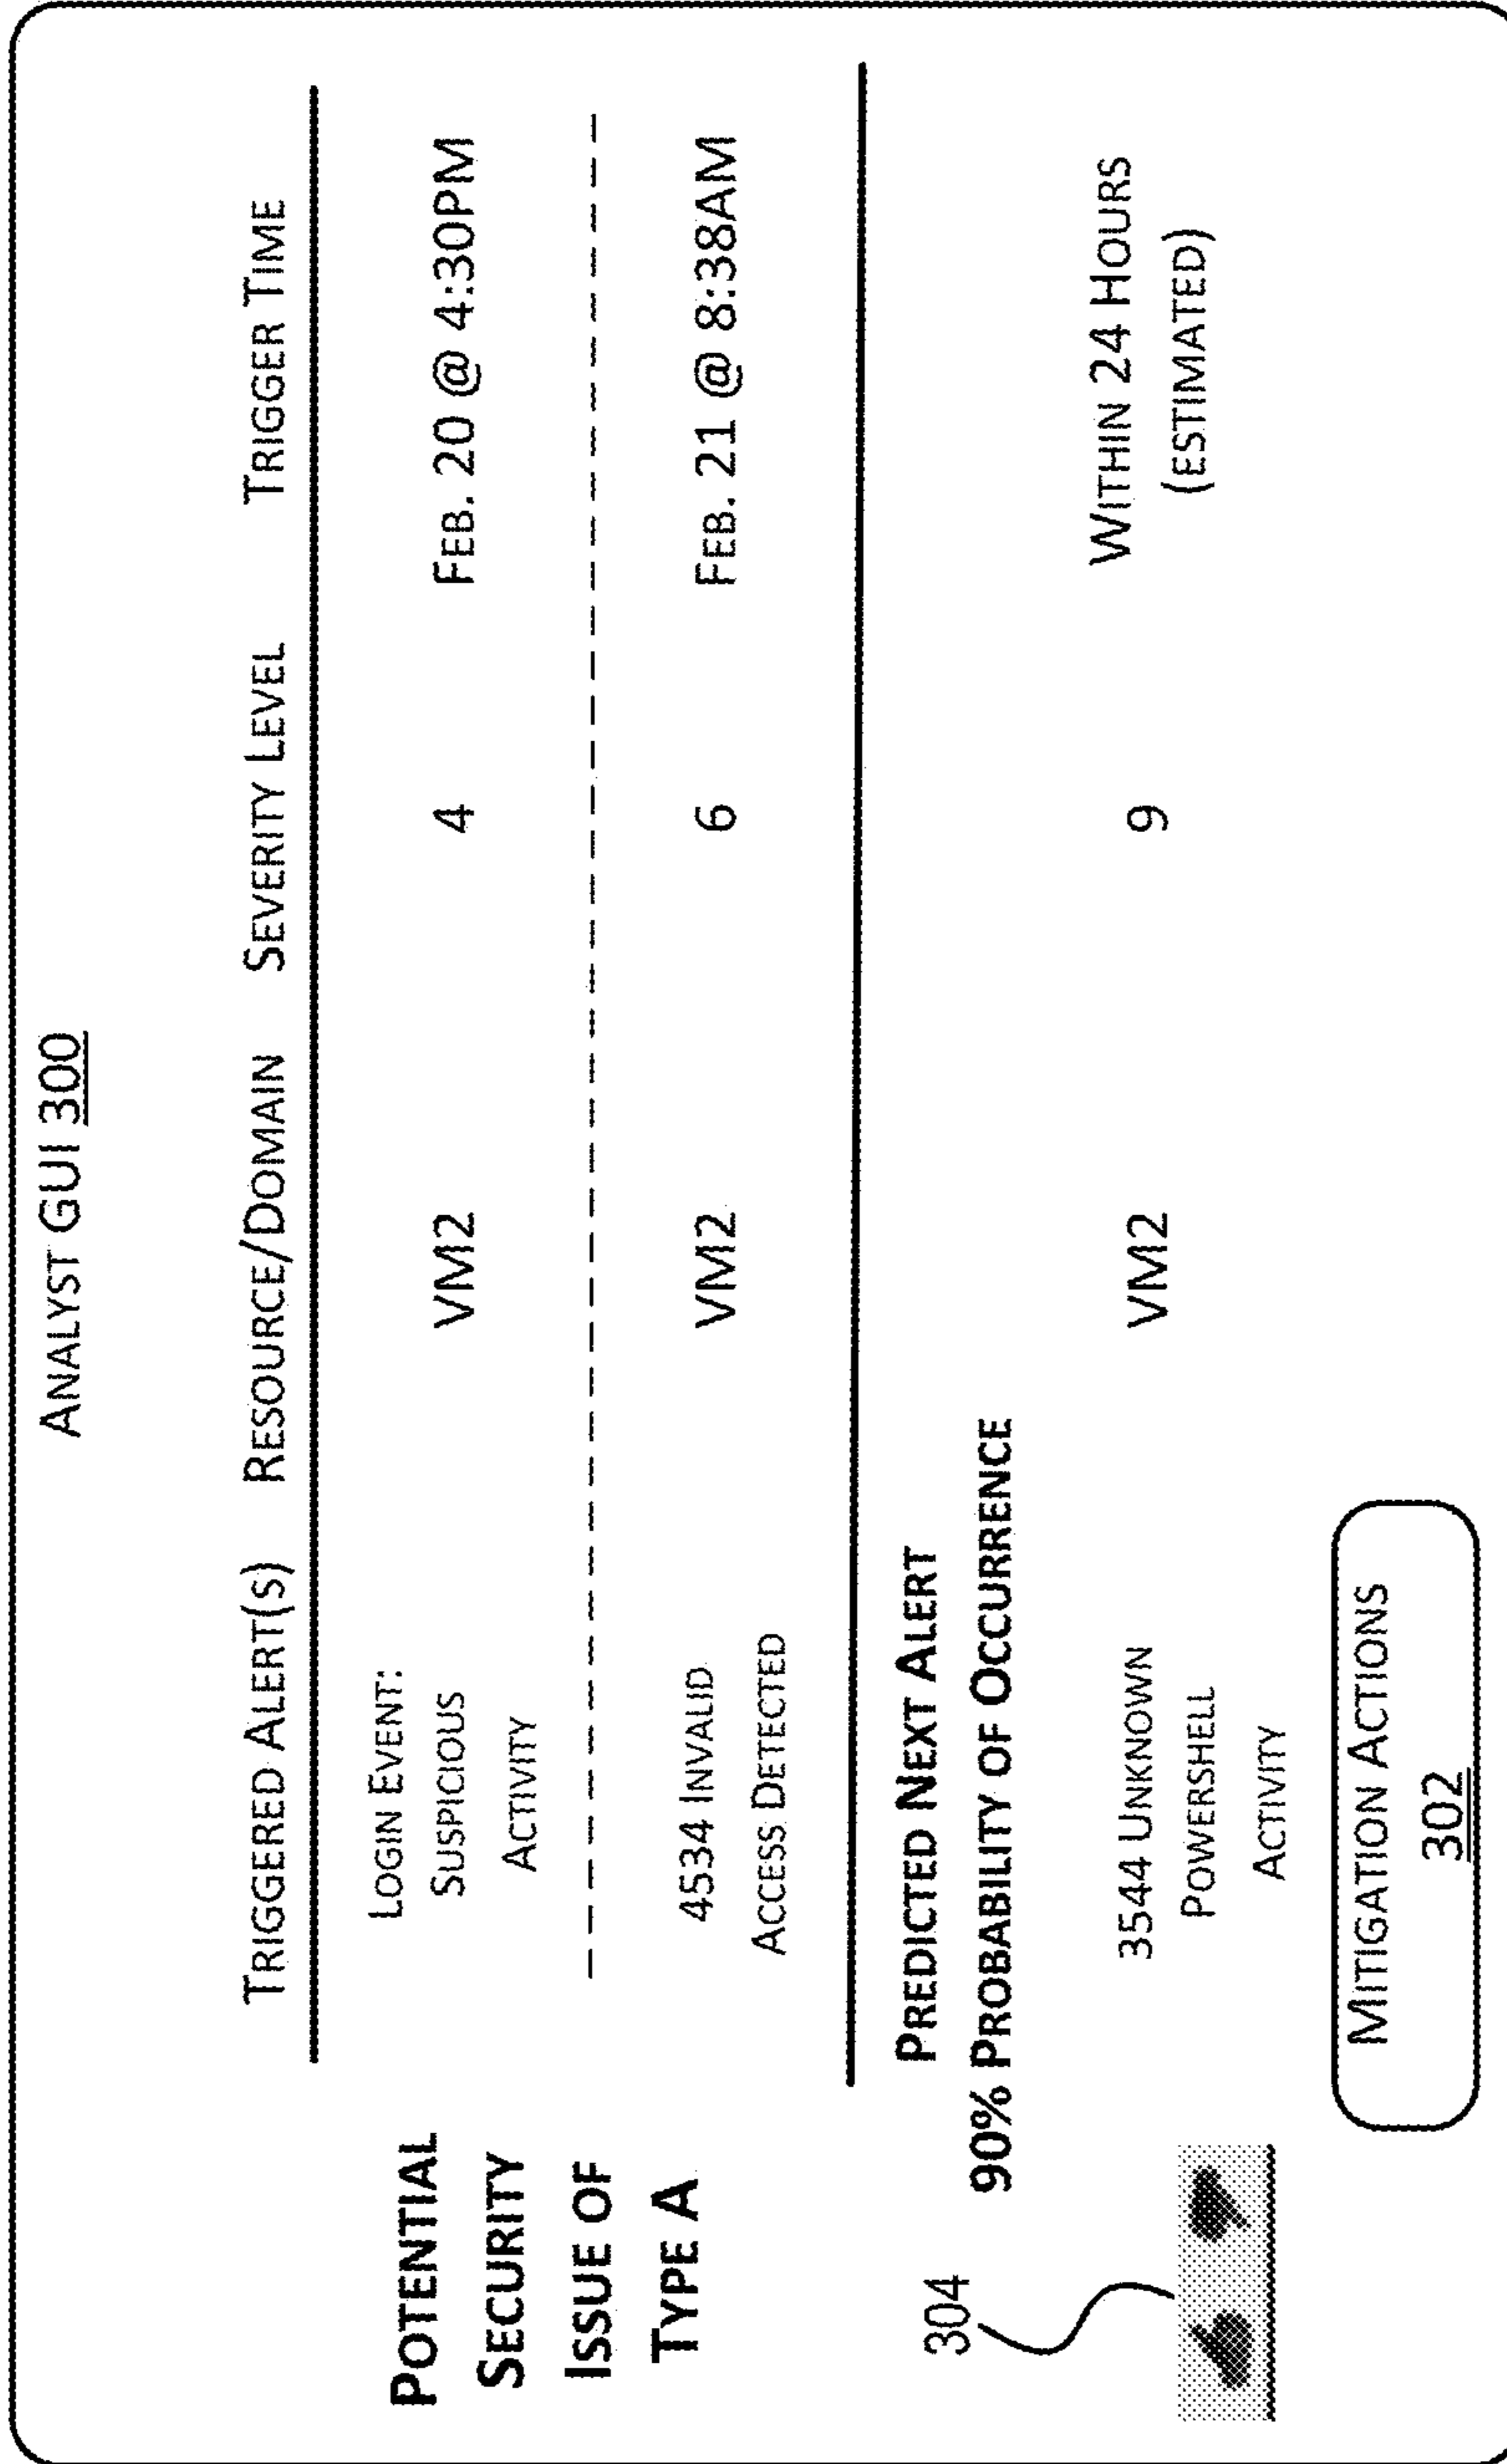 ANALYST GUI 300
TRIGGERED ALERT(S) RESOURCE/DOMAIN SEVERITY LEVEL TRIGGER TIME
POTENTIAL
SECURITY
ISSUE OF
TYPE A
LOGIN EVENT:
SUSPICIOUS
ACTIVITY
VM2
4
FEB. 20 @ 4:30PM
4534 INVALID
ACCESS DETECTED
VM2
6
FEB. 21 @ 8:38AM
PREDICTED NEXT ALERT
90% PROBABILITY OF OCCURRENCE
304
3544 UNKNOWN
POWERSHELL
ACTIVITY
VM2
9
WITHIN 24 HOURS
(ESTIMATED)
MITIGATION ACTIONS
302